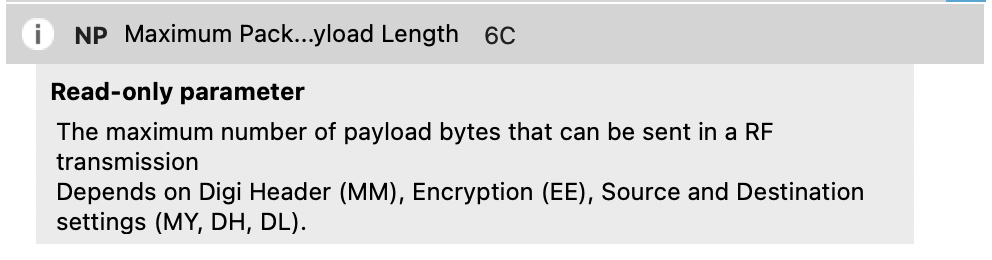 i NP Maximum Pack...yload Length 6C
Read-only parameter
The maximum number of payload bytes that can be sent in a RF
transmission
Depends on Digi Header (MM), Encryption (EE), Source and Destination
settings (MY, DH, DL).